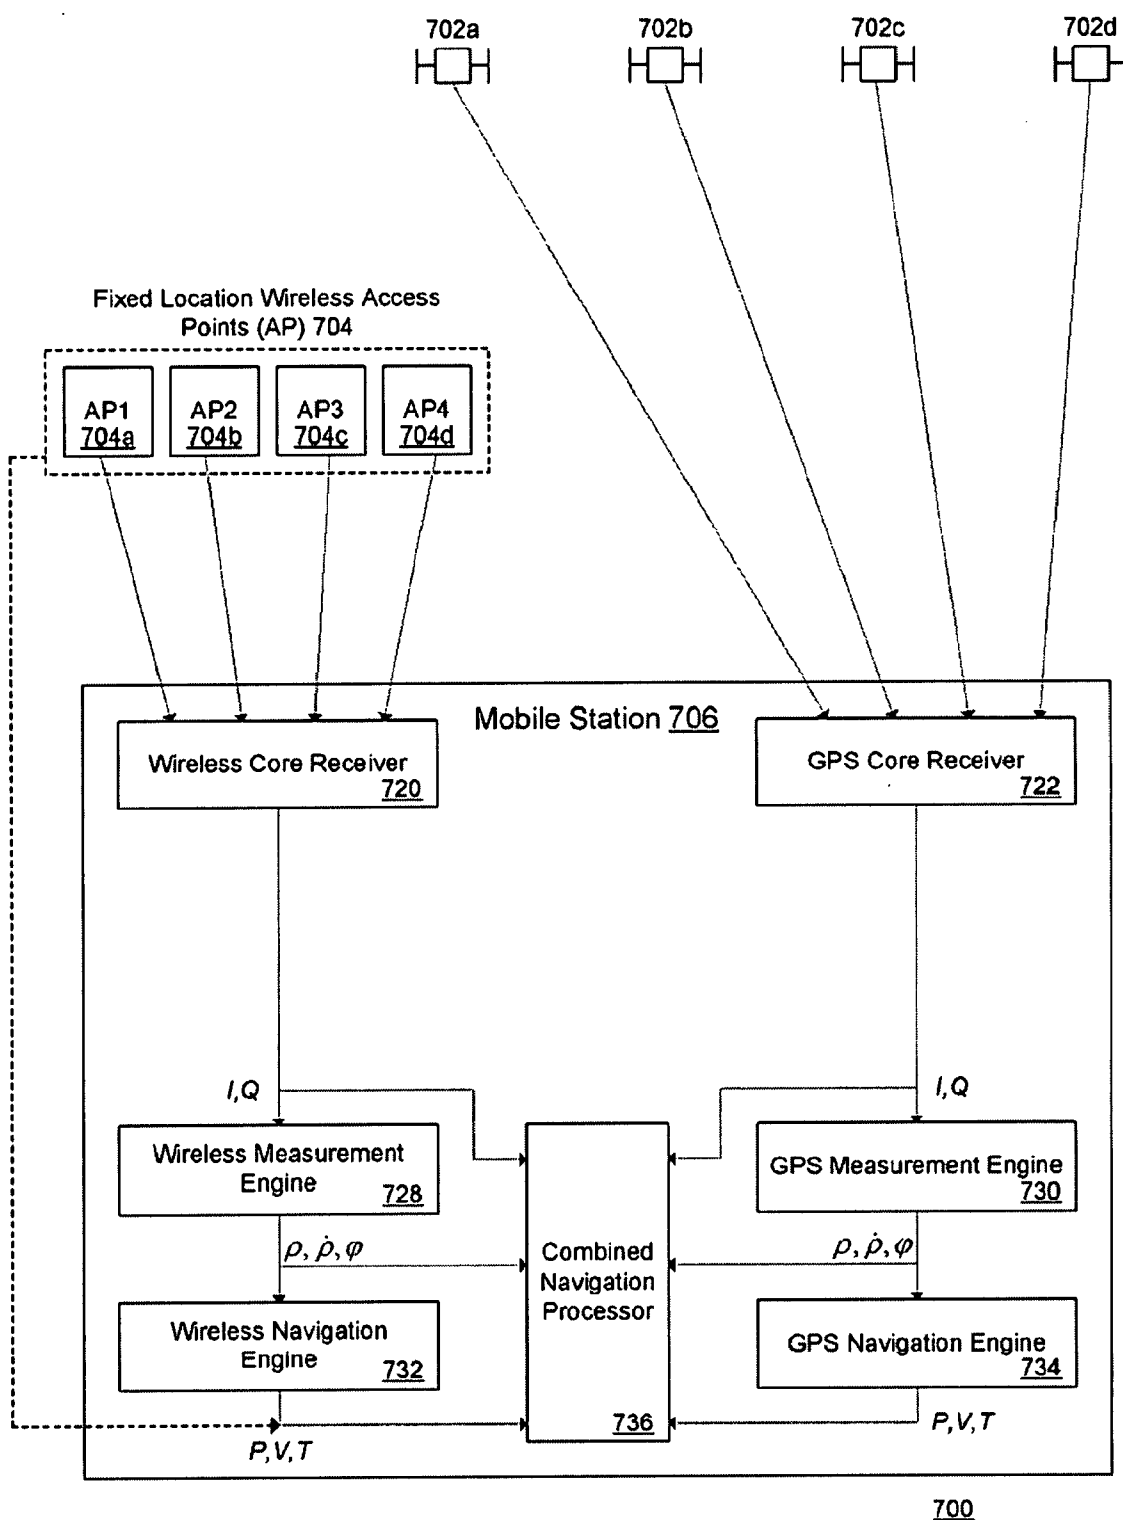 702a
702b
702c
702d
Fixed Location Wireless Access
Points (AP) 704
AP1
704a
AP2
704b
AP3
704c
AP4
704d
Mobile Station 706
Wireless Core Receiver
720
GPS Core Receiver
722
I,Q
I,Q
Wireless Measurement
Engine
728
GPS Measurement Engine
730
ρ, ρ̇, φ
ρ, ρ̇, φ
Combined
Navigation
Processor
736
Wireless Navigation
Engine
732
GPS Navigation Engine
734
P,V,T
P,V,T
700